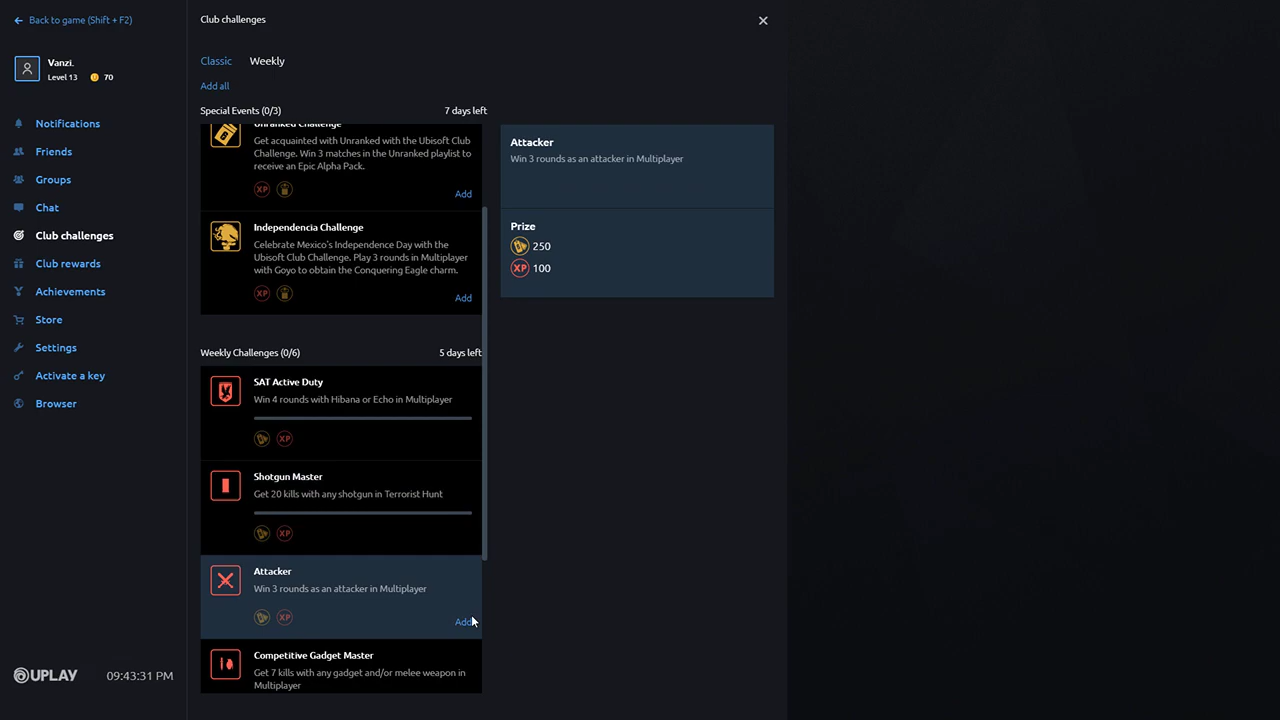 Back to game (Shift + F2)
Vanzi.
Level 13
70
Notifications
Friends
Groups
Chat
Club challenges
Club rewards
Achievements
Store
Settings
Activate a key
Browser
UPLAY
09:43:31 PM
Club challenges
Classic
Weekly
Add all
Special Events (0/3)
7 days left
Unranked Challenge
Get acquainted with Unranked with the Ubisoft Club
Challenge. Win 3 matches in the Unranked playlist to
receive an Epic Alpha Pack.
XP
Add
Independencia Challenge
Celebrate Mexico's Independence Day with the
Ubisoft Club Challenge. Play 3 rounds in Multiplayer
with Goyo to obtain the Conquering Eagle charm.
XP
Add
Weekly Challenges (0/6)
5 days left
SAT Active Duty
Win 4 rounds with Hibana or Echo in Multiplayer
XP
Shotgun Master
Get 20 kills with any shotgun in Terrorist Hunt
XP
Attacker
Win 3 rounds as an attacker in Multiplayer
XP
Add
Competitive Gadget Master
Get 7 kills with any gadget and/or melee weapon in
Multiplayer
Attacker
Win 3 rounds as an attacker in Multiplayer
Prize
250
XP 100